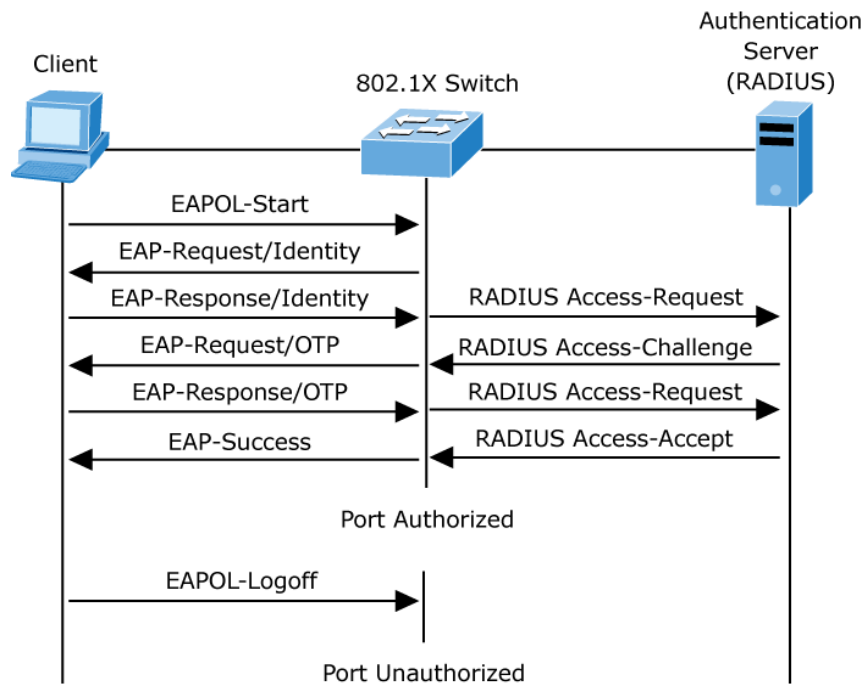 Authentication
Server
(RADIUS)
Client
802.1X Switch
EAPOL-Start
EAP-Request/Identity
EAP-Response/Identity
RADIUS Access-Request
EAP-Request/OTP
RADIUS Access-Challenge
EAP-Response/OTP
RADIUS Access-Request
EAP-Success
RADIUS Access-Accept
Port Authorized
EAPOL-Logoff
Port Unauthorized